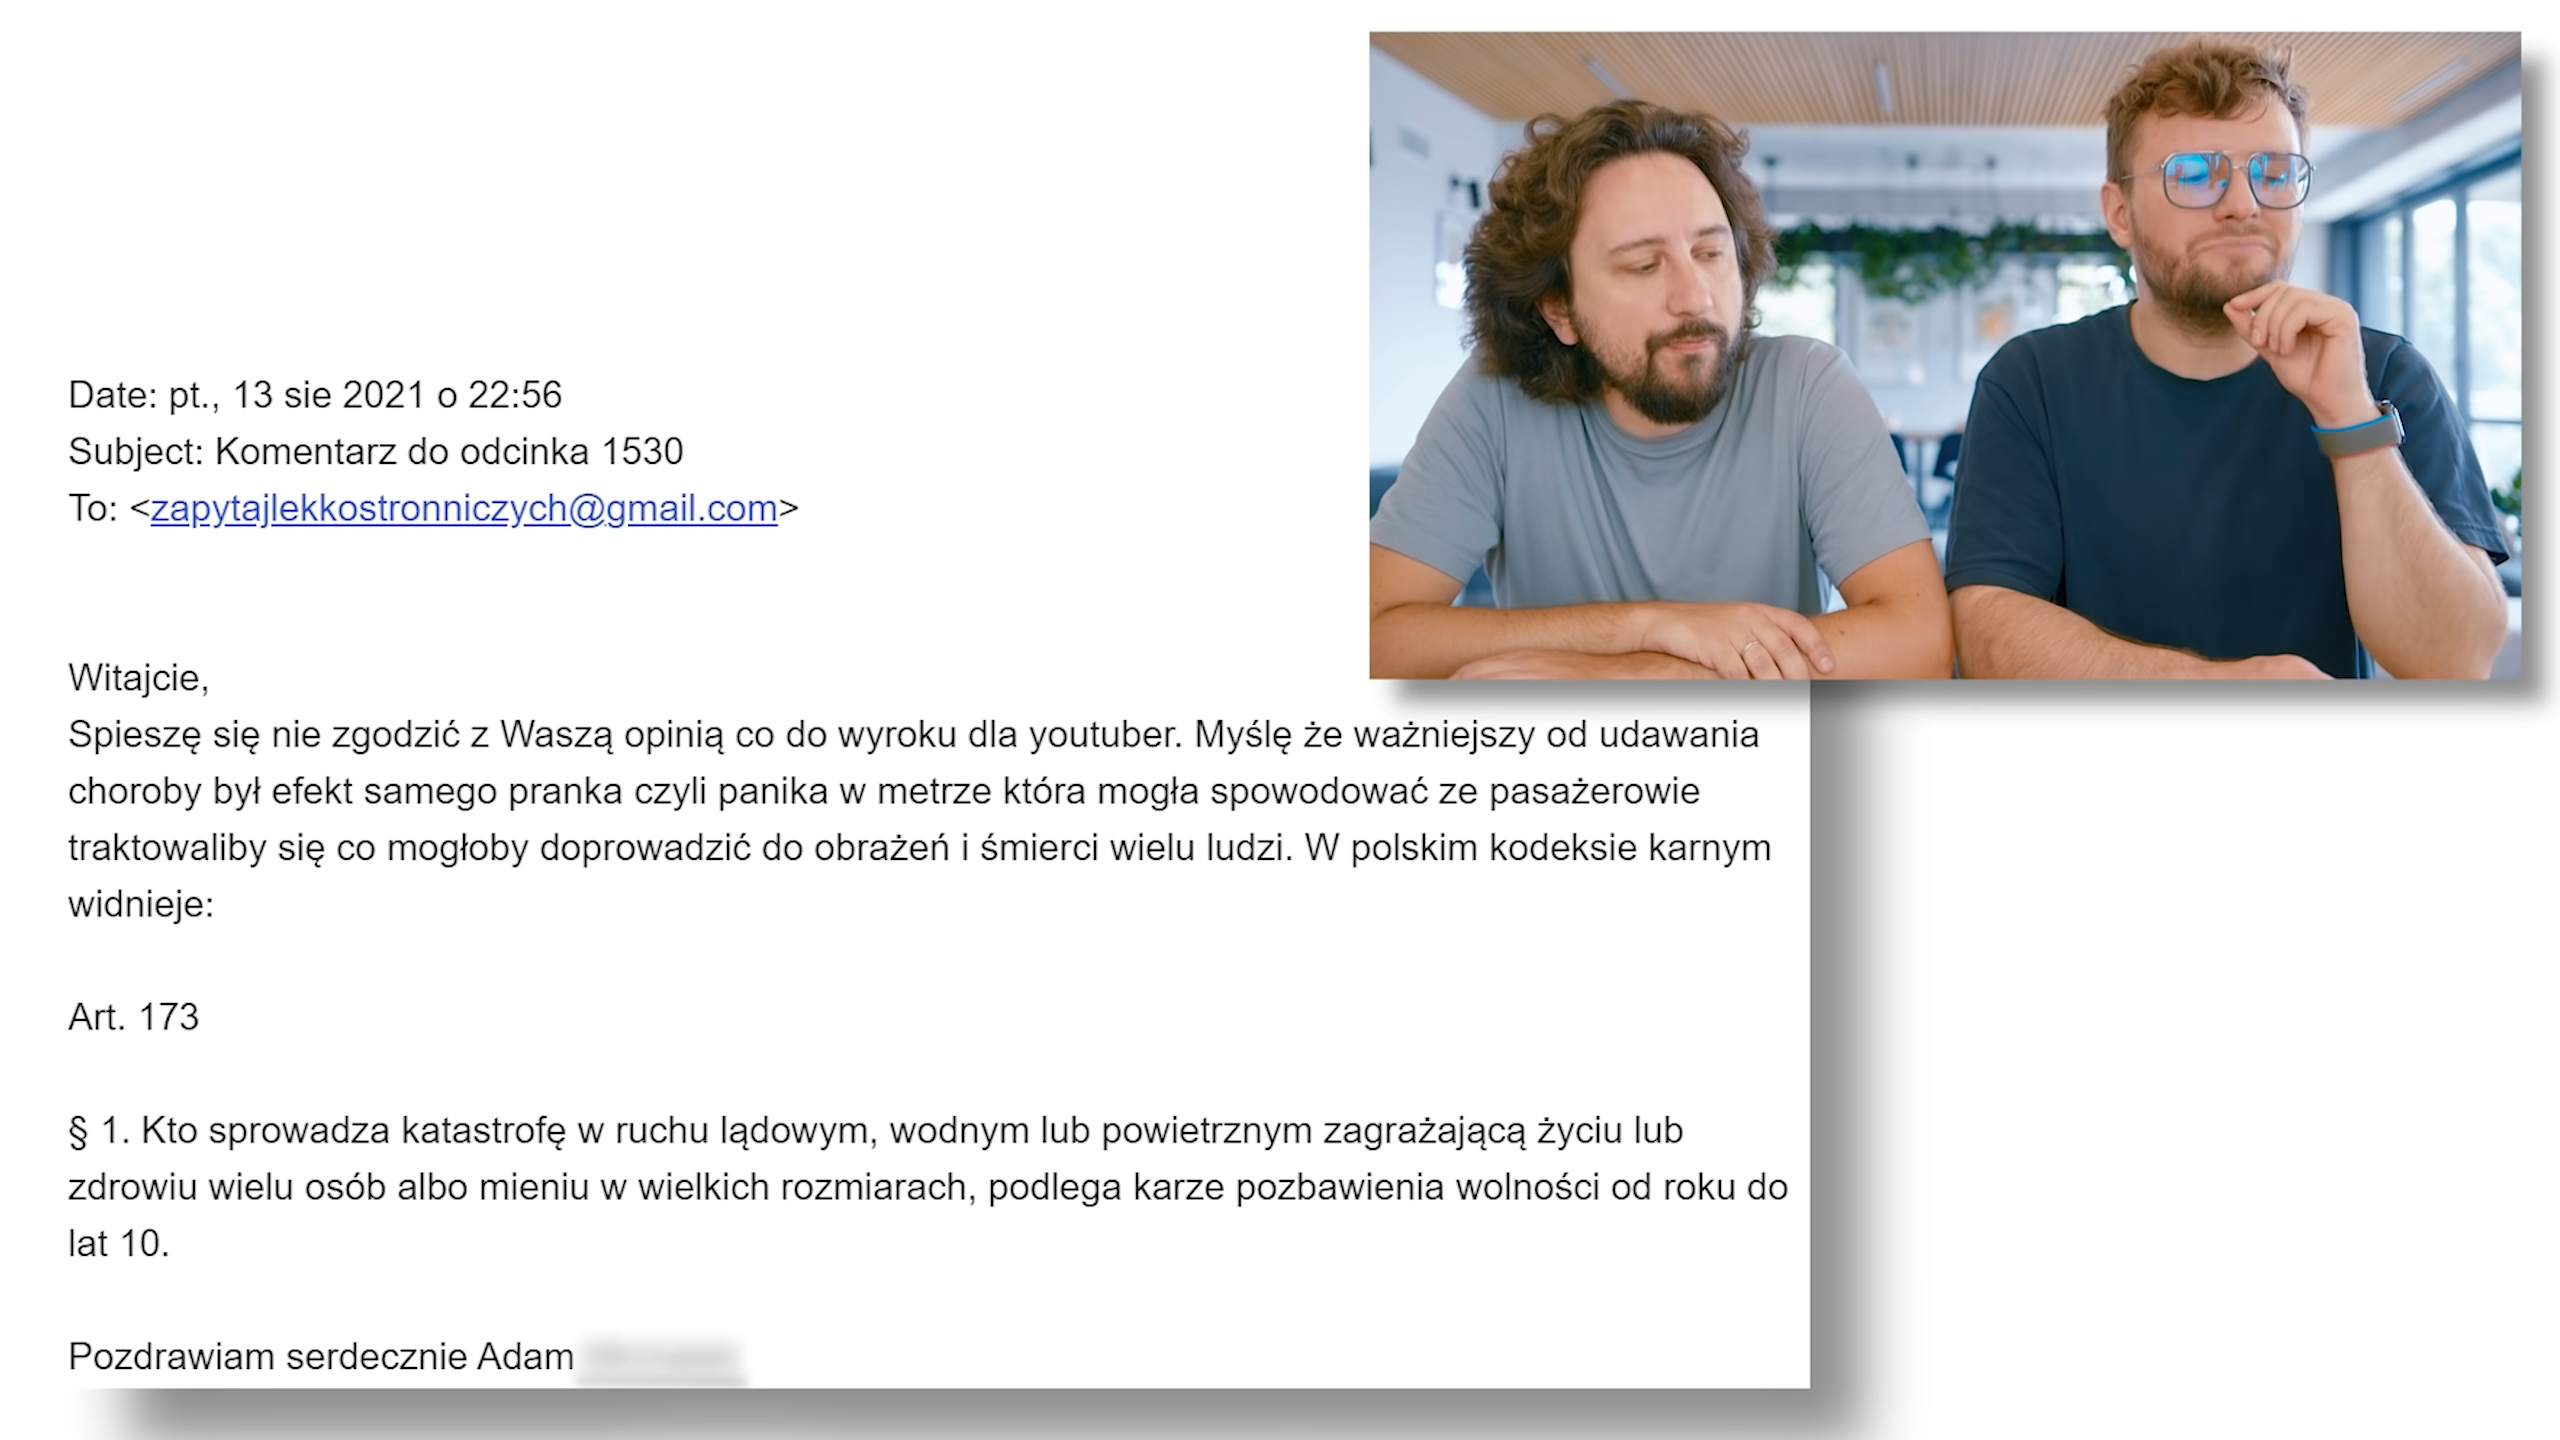 Date: pt., 13 sie 2021 o 22:56
Subject: Komentarz do odcinka 1530
To: <zapytajlekkostronniczych@gmail.com>
Witajcie,
Spieszę się nie zgodzić z Waszą opinią co do wyroku dla youtuber. Myślę że ważniejszy od udawania
choroby był efekt samego pranka czyli panika w metrze która mogła spowodować ze pasażerowie
traktowaliby się co mogłoby doprowadzić do obrażeń i śmierci wielu ludzi. W polskim kodeksie karnym
widnieje:
Art. 173
§ 1. Kto sprowadza katastrofę w ruchu lądowym, wodnym lub powietrznym zagrażającą życiu lub
zdrowiu wielu osób albo mieniu w wielkich rozmiarach, podlega karze pozbawienia wolności od roku do
lat 10.
Pozdrawiam serdecznie Adam